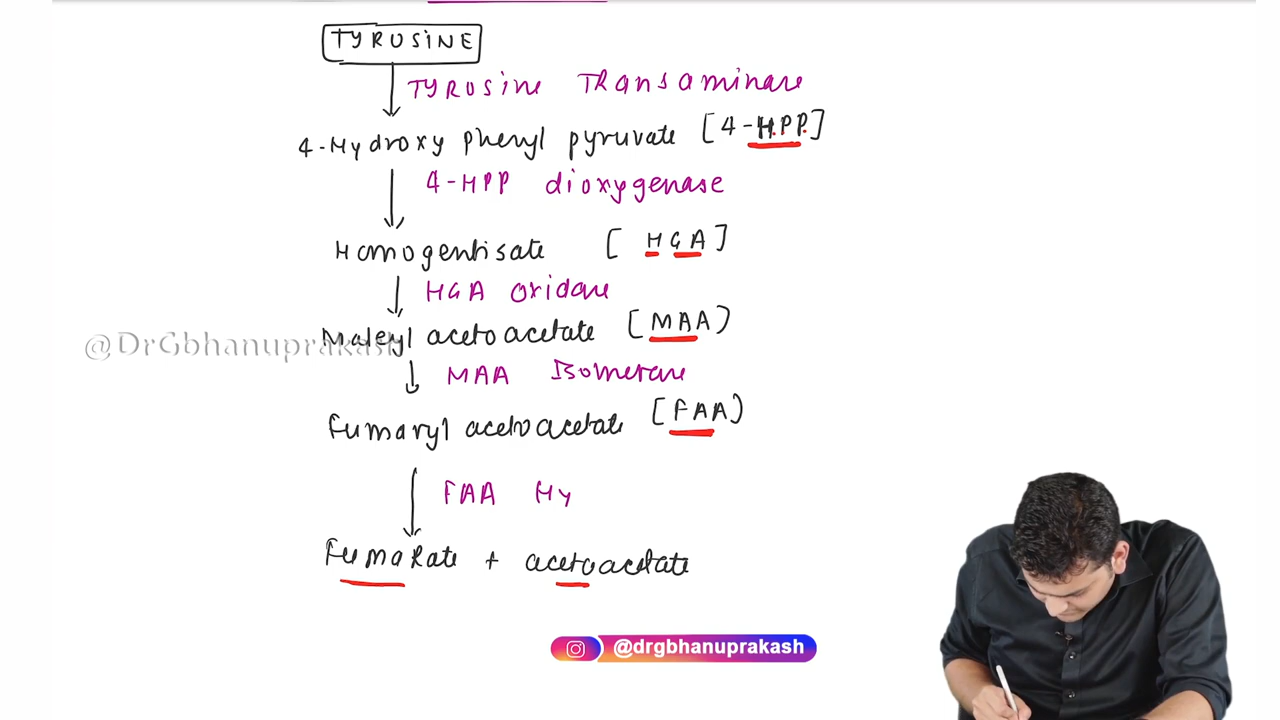 TYROSINE
TYROSine TRansaminase
4-Hydroxy phenyl pyruvate [4-HPP]
4-HPP dioxygenase
Homogentisate [HGA]
HGA oxidase
Maleyl acetoacetate [MAA)
@DrGbhanuprakash
MAA Isomerase
Fumaryl acetoacetate [FAA)
FAA Hy
FumaRate + acetoacetate
@drgbhanuprakash